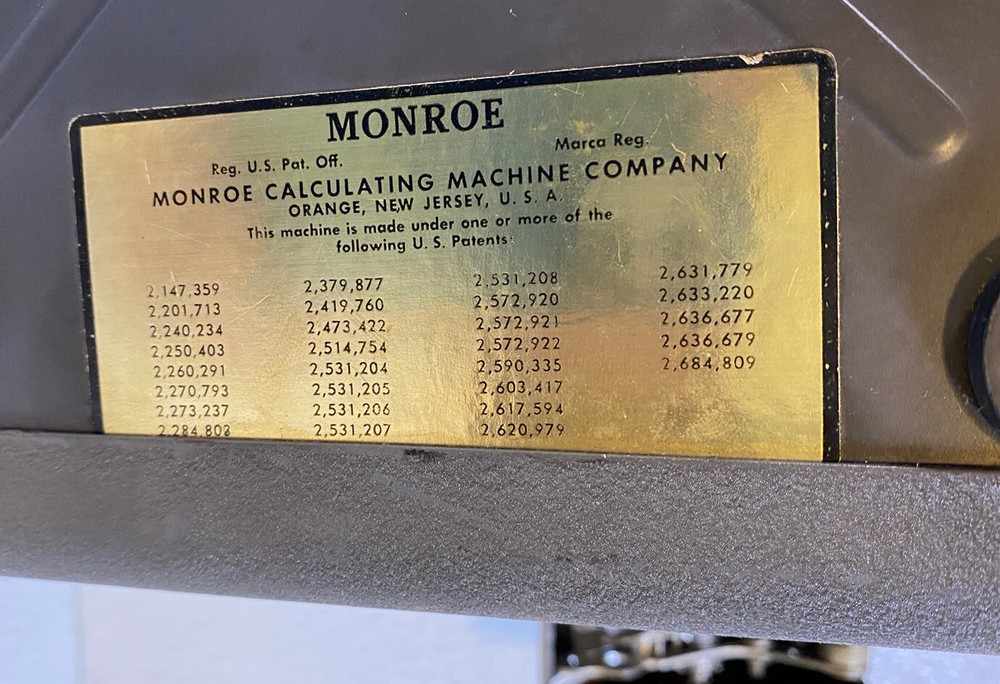 MONROE
Reg. U.S. Pat. Off. Marca Reg.
MONROE CALCULATING MACHINE COMPANY
ORANGE, NEW JERSEY, U. S. A.
This machine is made under one or more of the
following U. S. Patents:
2,147,359 2,379,877 2,531,208 2,631,779
2,201,713 2,419,760 2,572,920 2,633,220
2,240,234 2,473,422 2,572,921 2,636,677
2,250,403 2,514,754 2,572,922 2,636,679
2,260,291 2,531,204 2,590,335 2,684,809
2,270,793 2,531,205 2,603,417
2,273,237 2,531,206 2,617,594
2,284,803 2,531,207 2,620,979